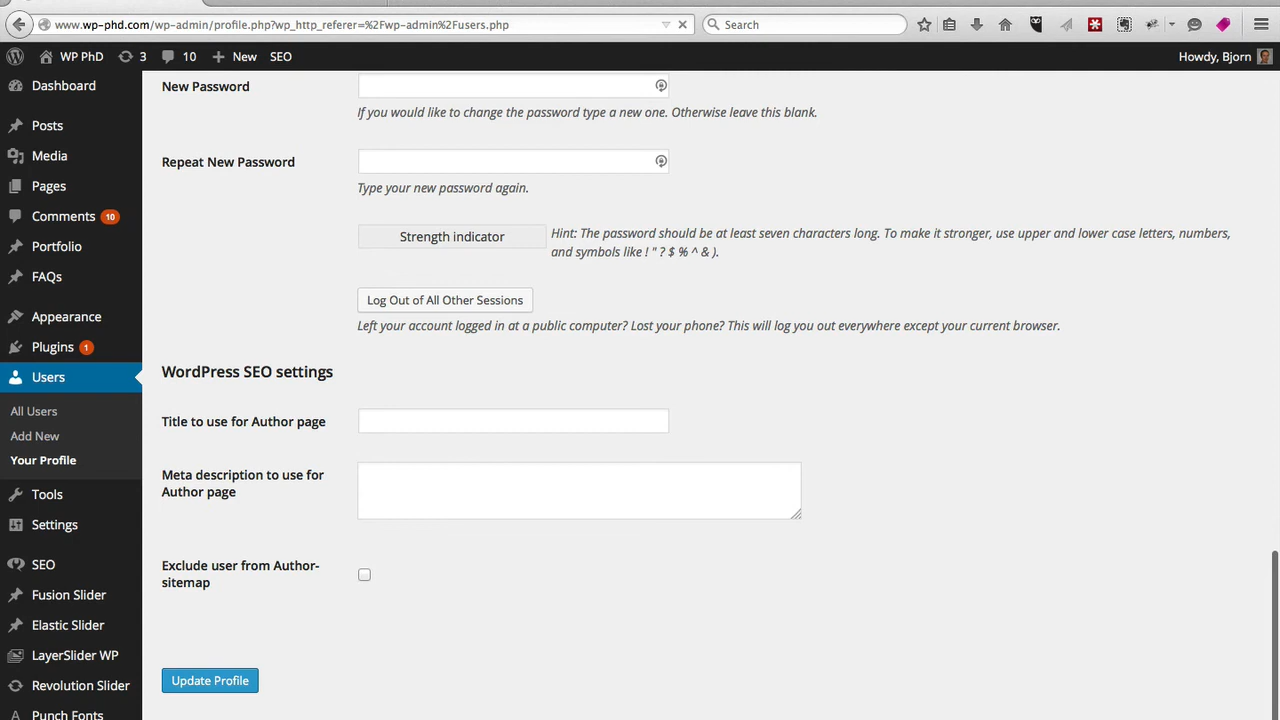 www.wp-phd.com/wp-admin/profile.php?wp_http_referer=%2Fwp-admin%2Fusers.php
Search
WP PhD
3
10
New
SEO
Howdy, Bjorn
Dashboard
Posts
Media
Pages
Comments 10
Portfolio
FAQs
Appearance
Plugins 1
Users
All Users
Add New
Your Profile
Tools
Settings
SEO
Fusion Slider
Elastic Slider
LayerSlider WP
Revolution Slider
Punch Fonts
New Password
If you would like to change the password type a new one. Otherwise leave this blank.
Repeat New Password
Type your new password again.
Strength indicator
Hint: The password should be at least seven characters long. To make it stronger, use upper and lower case letters, numbers,
and symbols like ! " ? $ % ^ & ).
Log Out of All Other Sessions
Left your account logged in at a public computer? Lost your phone? This will log you out everywhere except your current browser.
WordPress SEO settings
Title to use for Author page
Meta description to use for
Author page
Exclude user from Author-
sitemap
Update Profile